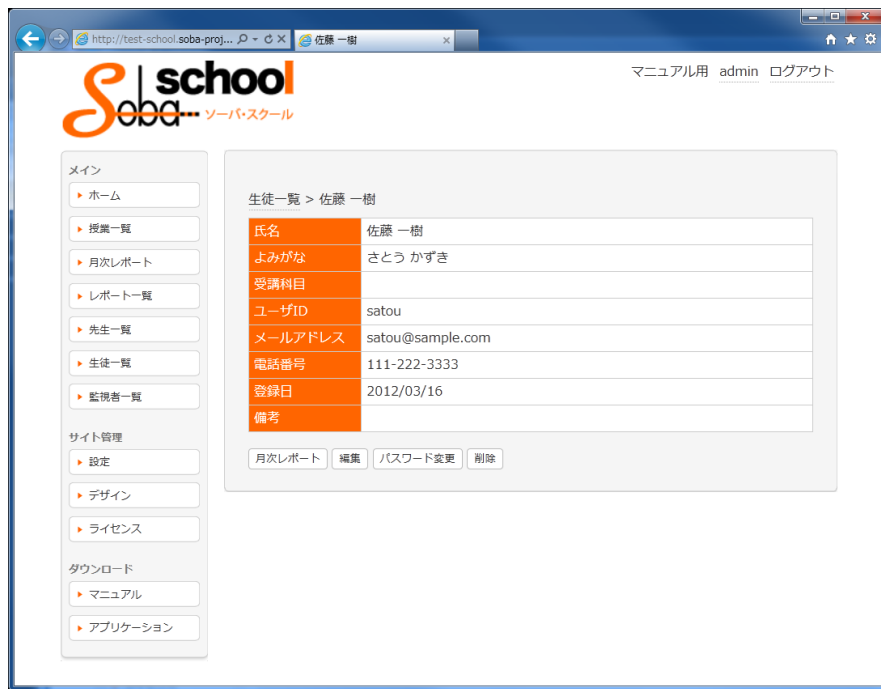 http://test-school.soba-proj...
佐藤 一樹
school
Soba
ソーバ・スクール
マニュアル用 admin ログアウト
メイン
ホーム
授業一覧
月次レポート
レポート一覧
先生一覧
生徒一覧
監視者一覧
サイト管理
設定
デザイン
ライセンス
ダウンロード
マニュアル
アプリケーション
生徒一覧 > 佐藤 一樹
氏名 佐藤 一樹
よみがな さとう かずき
受講科目
ユーザID satou
メールアドレス satou@sample.com
電話番号 111-222-3333
登録日 2012/03/16
備考
月次レポート 編集 パスワード変更 削除